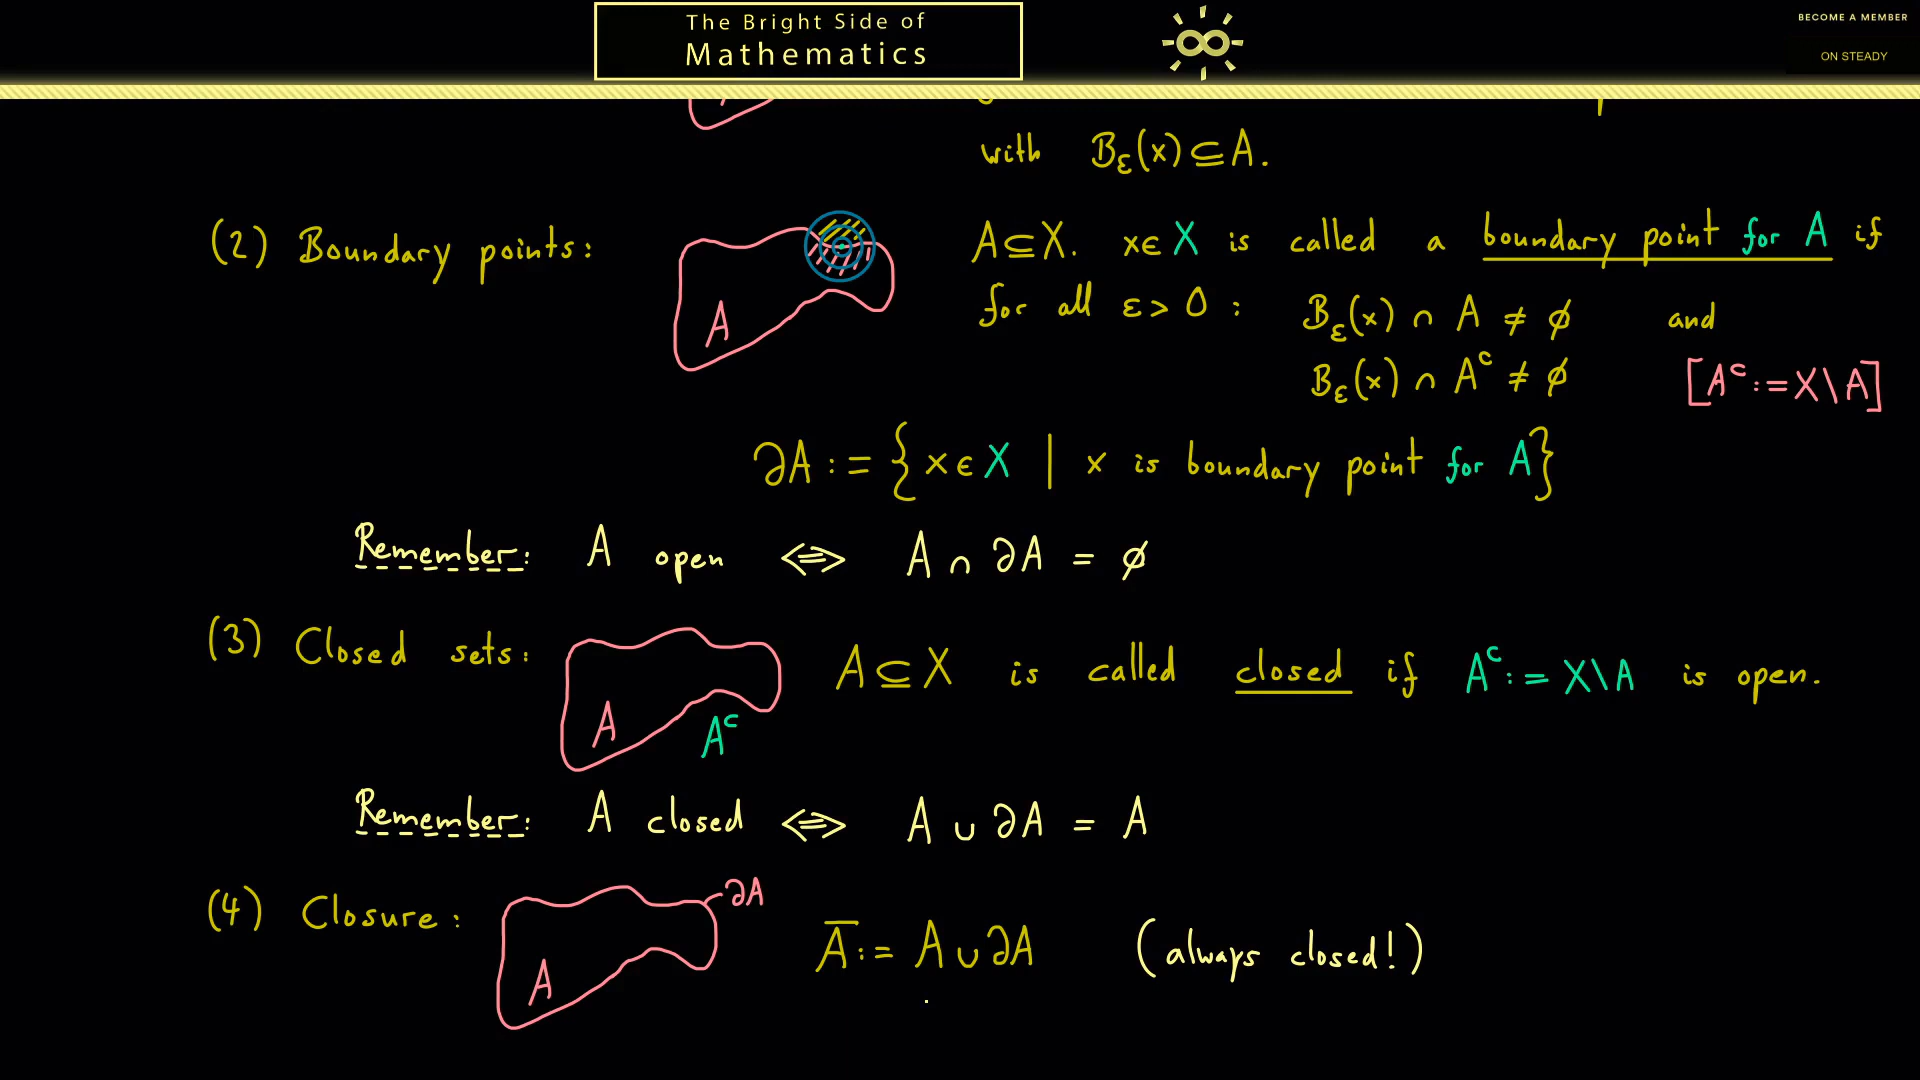 The Bright Side of
Mathematics
BECOME A MEMBER
ON STEADY
with Bε(x) ⊆ A.
(2) Boundary points:
A
A ⊆ X. x ∈ X is called a boundary point for A if
for all ε > 0 : Bε(x) ∩ A ≠ ∅ and
Bε(x) ∩ Aᶜ ≠ ∅ [Aᶜ := X\A]
∂A := {x ∈ X | x is boundary point for A}
Remember: A open ⟺ A ∩ ∂A = ∅
(3) Closed sets: A ⊆ X is called closed if Aᶜ := X\A is open.
A Aᶜ
Remember: A closed ⟺ A ∪ ∂A = A
∂A
(4) Closure: A̅ := A ∪ ∂A (always closed!)
A